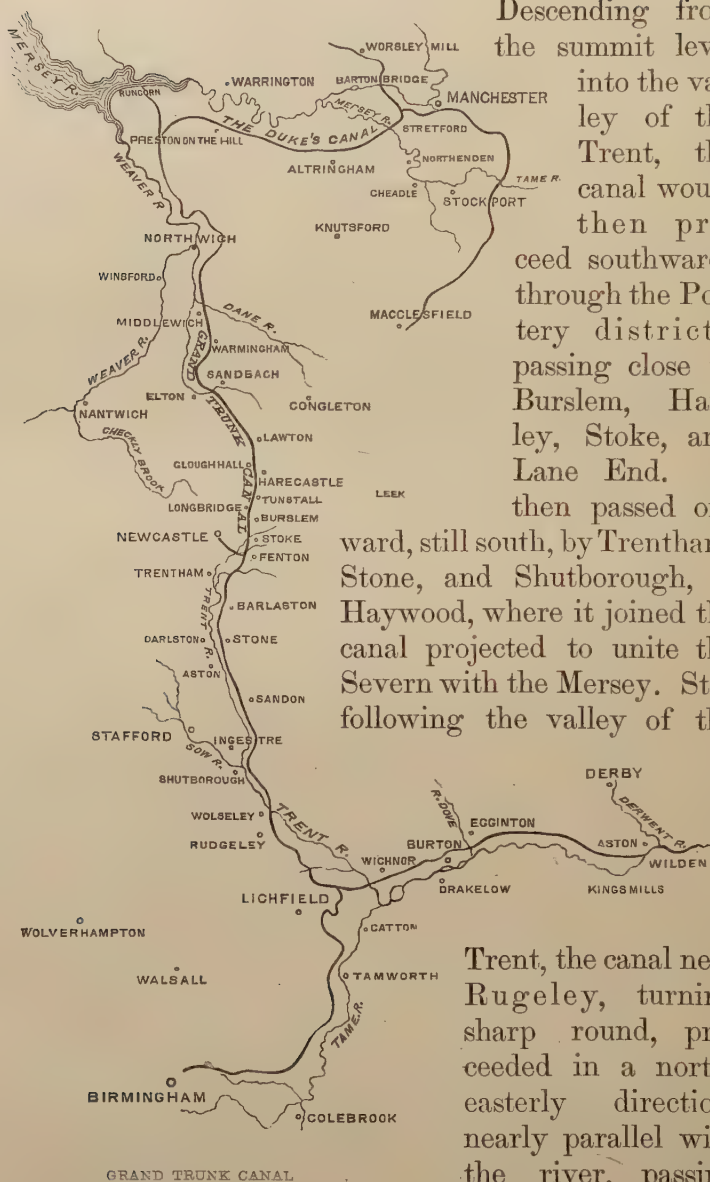 Descending fro
the summit lev
into the va
ley of th
Trent, th
canal wou
then pr
ceed southward
through the Po
tery district
passing close
Burslem, Ha
ley, Stoke, an
Lane End.
then passed o
ward, still south, by Trentham
Stone, and Shutborough,
Haywood, where it joined th
canal projected to unite th
Severn with the Mersey. St
following the valley of th
MERSEY R.
RUNCORN
WARRINGTON
WORSLEY MILL
BARTON BRIDGE
MANCHESTER
MERSEY R.
PRESTON ON THE HILL
THE DUKE'S CANAL
STRETFORD
WEAVER R
ALTRINGHAM
NORTHENDEN
TAME R.
CHEADLE
STOCKPORT
NORTHWICH
KNUTSFORD
WINSFORD
MIDDLEWICH
DANE R.
MACCLESFIELD
WARMINGHAM
WEAVER R.
SANDBACH
ELTON
CONGLETON
NANTWICH
GRAND TRUNK CANAL
CHECKLY BROOK
LAWTON
CLOUGH HALL
HARECASTLE
LEEK
TUNSTALL
LONGBRIDGE
BURSLEM
NEWCASTLE
STOKE
FENTON
TRENTHAM
TRENT R.
BARLASTON
DARLSTON
STONE
ASTON
SANDON
STAFFORD
INGESTRE
SOW R.
SHUTBOROUGH
WOLSELEY
TRENT R.
RUDGELEY
DERBY
DERWENT R.
R. DOVE
EGGINTON
BURTON
ASTON
WILDEN
WICHNOR
DRAKELOW
KINGS MILLS
LICHFIELD
CATTON
WOLVERHAMPTON
WALSALL
TAMWORTH
TAME R.
BIRMINGHAM
COLEBROOK
Trent, the canal ne
Rugeley, turnin
sharp round, pr
ceeded in a nort
easterly directio
nearly parallel wi
the river, passin
GRAND TRUNK CANAL